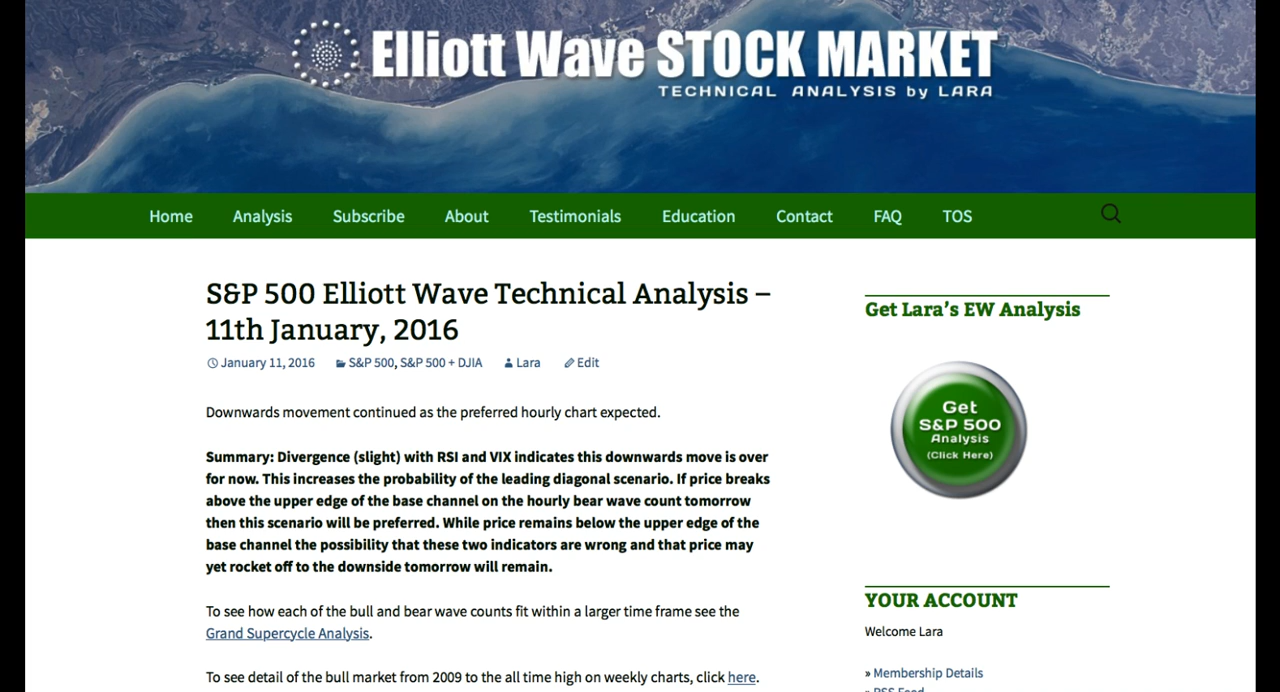 Elliott Wave STOCK MARKET
TECHNICAL ANALYSIS by LARA
Home Analysis Subscribe About Testimonials Education Contact FAQ TOS
S&P 500 Elliott Wave Technical Analysis –
11th January, 2016
January 11, 2016 S&P 500, S&P 500 + DJIA Lara Edit
Downwards movement continued as the preferred hourly chart expected.
Summary: Divergence (slight) with RSI and VIX indicates this downwards move is over
for now. This increases the probability of the leading diagonal scenario. If price breaks
above the upper edge of the base channel on the hourly bear wave count tomorrow
then this scenario will be preferred. While price remains below the upper edge of the
base channel the possibility that these two indicators are wrong and that price may
yet rocket off to the downside tomorrow will remain.
To see how each of the bull and bear wave counts fit within a larger time frame see the
Grand Supercycle Analysis.
To see detail of the bull market from 2009 to the all time high on weekly charts, click here.
Get Lara's EW Analysis
Get
S&P 500
Analysis
(Click Here)
YOUR ACCOUNT
Welcome Lara
» Membership Details
» RSS Feed